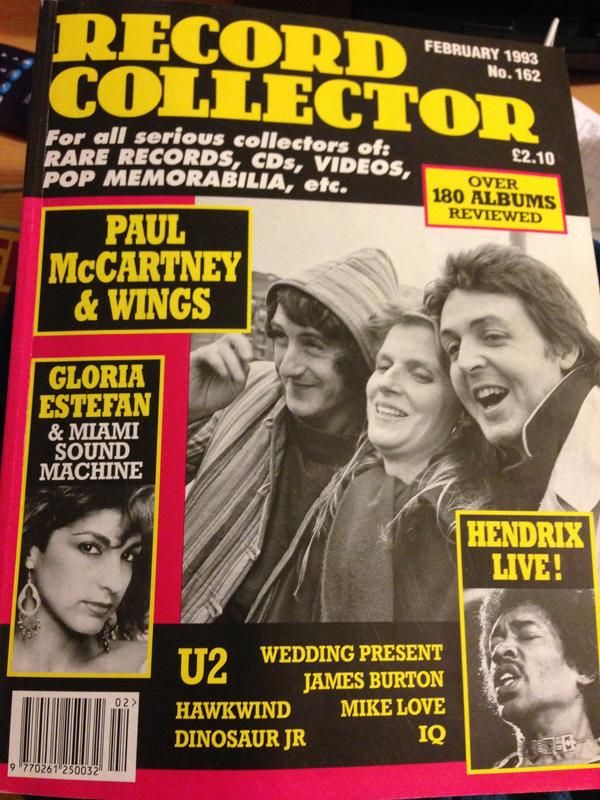 RECORD
COLLECTOR
FEBRUARY 1993
No. 162
£2.10
For all serious collectors of:
RARE RECORDS, CDs, VIDEOS,
POP MEMORABILIA, etc.
OVER
180 ALBUMS
REVIEWED
PAUL
McCARTNEY
& WINGS
GLORIA
ESTEFAN
& MIAMI
SOUND
MACHINE
HENDRIX
LIVE!
U2
WEDDING PRESENT
JAMES BURTON
HAWKWIND
MIKE LOVE
DINOSAUR JR
IQ
02>
9 770261 250032